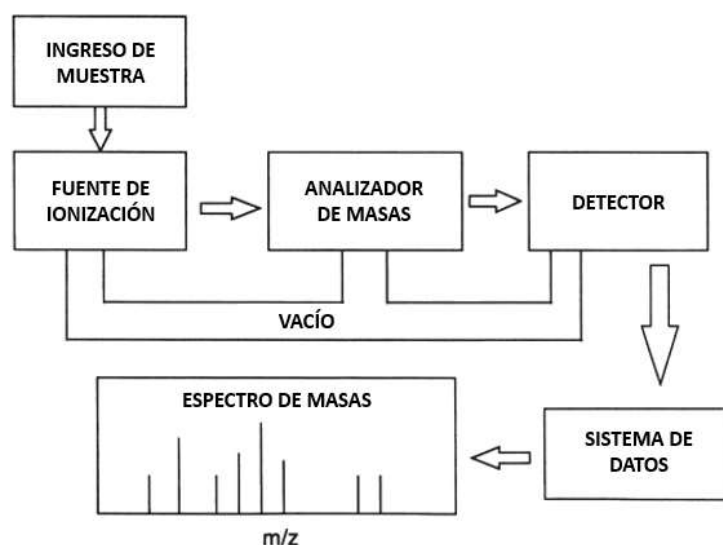 INGRESO DE
MUESTRA
FUENTE DE
IONIZACIÓN
ANALIZADOR
DE MASAS
DETECTOR
VACÍO
ESPECTRO DE MASAS
SISTEMA DE
DATOS
m/z